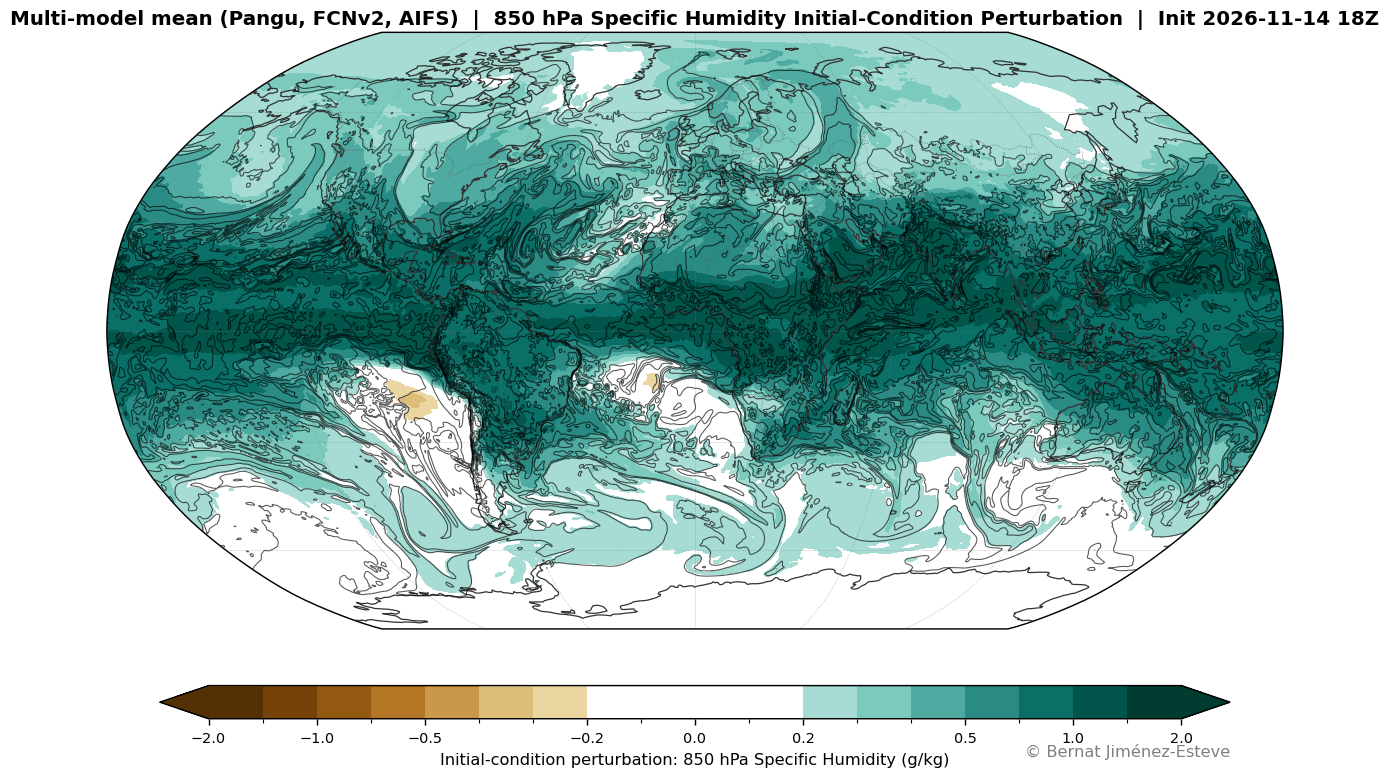 Multi-model mean (Pangu, FCNv2, AIFS)  |  850 hPa Specific Humidity Initial-Condition Perturbation  |  Init 2026-11-14 18Z
−2.0 −1.0 −0.5 −0.2 0.0 0.2 0.5 1.0 2.0
Initial-condition perturbation: 850 hPa Specific Humidity (g/kg)
© Bernat Jiménez-Esteve